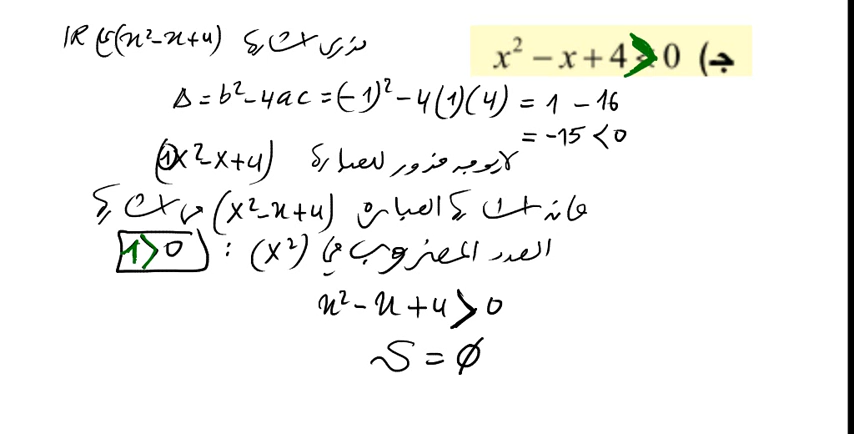 x² − x + 4 > 0 (جـ
ندرس إشارة (x²-x+4) في IR
Δ = b²-4ac = (-1)² - 4(1)(4) = 1 - 16
= -15 < 0
لا يوجد جذور للعبارة (1x²-x+4)
فإن إشارة العبارة (x²-x+4) من إشارة
العدد المضروب في (x²) : 1>0
x²-x+4 > 0
S = ∅